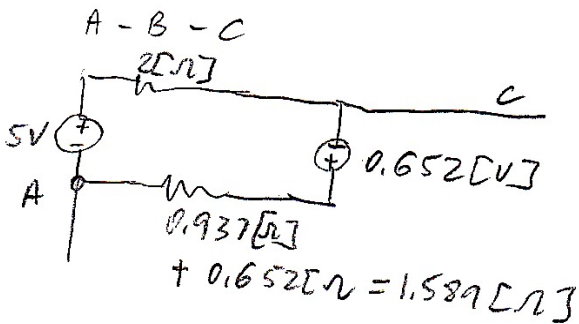 A - B - C
2[Ω]
C
5V
+
-
-
+
0.652[V]
A
0.937[Ω]
+ 0.652[Ω = 1.589[Ω]